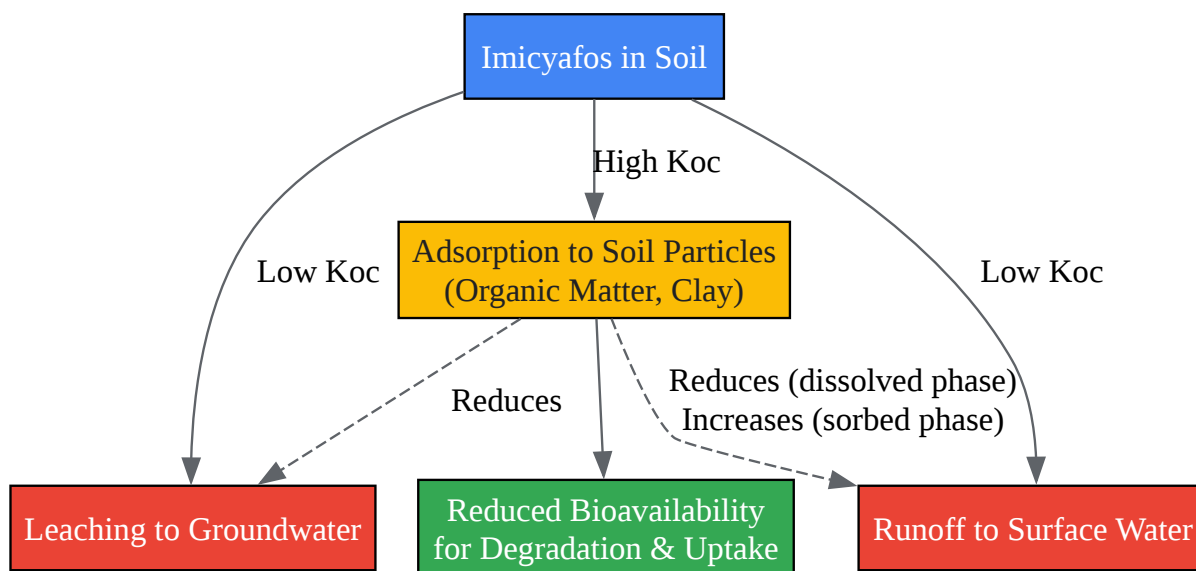 Imicyafos in Soil
High Koc
Adsorption to Soil Particles
(Organic Matter, Clay)
Low Koc
Low Koc
Reduces
Reduces (dissolved phase)
Increases (sorbed phase)
Leaching to Groundwater
Reduced Bioavailability
for Degradation & Uptake
Runoff to Surface Water